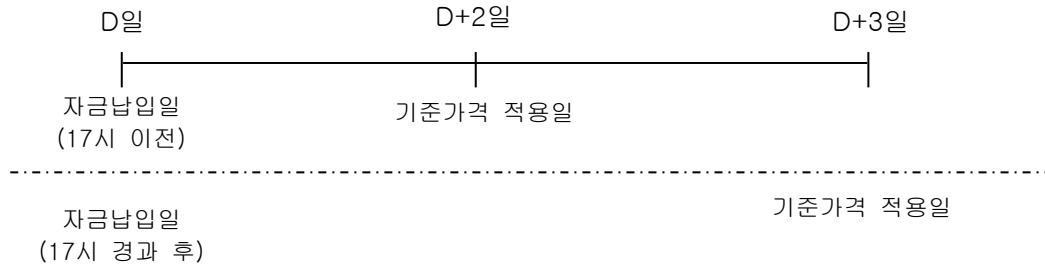 D일
D+2일
D+3일
자금납입일
(17시 이전)
기준가격 적용일
기준가격 적용일
자금납입일
(17시 경과 후)